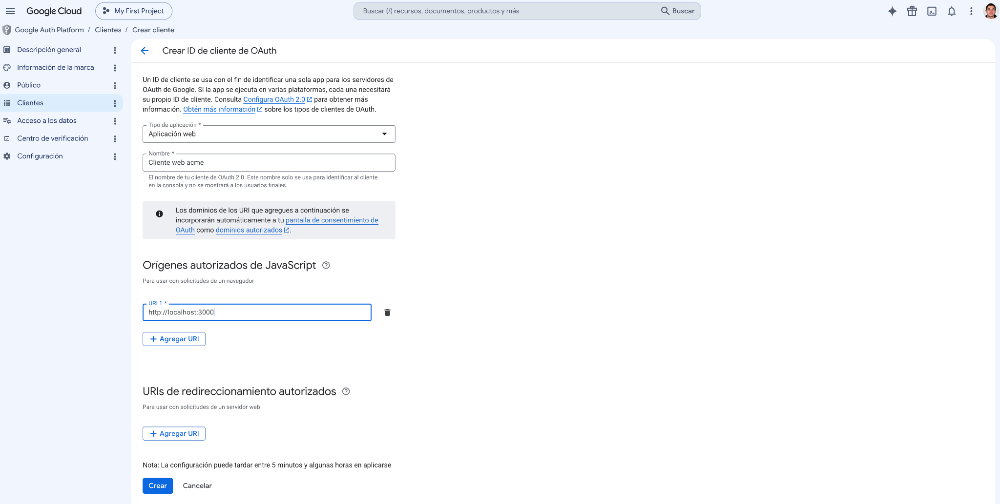 Google Cloud
My First Project
Buscar (/) recursos, documentos, productos y más
Buscar
Google Auth Platform / Clientes / Crear cliente
Descripción general
Información de la marca
Público
Clientes
Acceso a los datos
Centro de verificación
Configuración
Crear ID de cliente de OAuth
Un ID de cliente se usa con el fin de identificar una sola app para los servidores de
OAuth de Google. Si la app se ejecuta en varias plataformas, cada una necesitará
su propio ID de cliente. Consulta Configura OAuth 2.0 para obtener más
información. Obtén más información sobre los tipos de clientes de OAuth.
Tipo de aplicación *
Aplicación web
Nombre *
Cliente web acme
El nombre de tu cliente de OAuth 2.0. Este nombre solo se usa para identificar al cliente
en la consola y no se mostrará a los usuarios finales.
Los dominios de los URI que agregues a continuación se
incorporarán automáticamente a tu pantalla de consentimiento de
OAuth como dominios autorizados.
Orígenes autorizados de JavaScript
Para usar con solicitudes de un navegador
URI 1 *
http://localhost:3000
+ Agregar URI
URIs de redireccionamiento autorizados
Para usar con solicitudes de un servidor web
+ Agregar URI
Nota: La configuración puede tardar entre 5 minutos y algunas horas en aplicarse
Crear
Cancelar